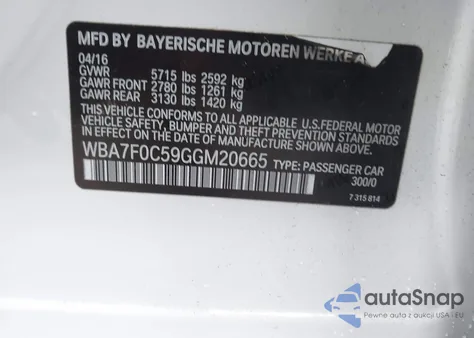 MFD BY BAYERISCHE MOTOREN WERKE A
04/16
GVWR 5715 lbs 2592 kg
GAWR FRONT 2780 lbs 1261 kg
GAWR REAR 3130 lbs 1420 kg
THIS VEHICLE CONFORMS TO ALL APPLICABLE U.S.FEDERAL MOTOR
VEHICLE SAFETY, BUMPER, AND THEFT PREVENTION STANDARDS
IN EFFECT ON THE DATE OF MANUFACTURE SHOWN ABOVE.
WBA7F0C59GGM20665 TYPE: PASSENGER CAR
300/0
7 315 814
autoSnap
Pewne auta z aukcji USA i EU